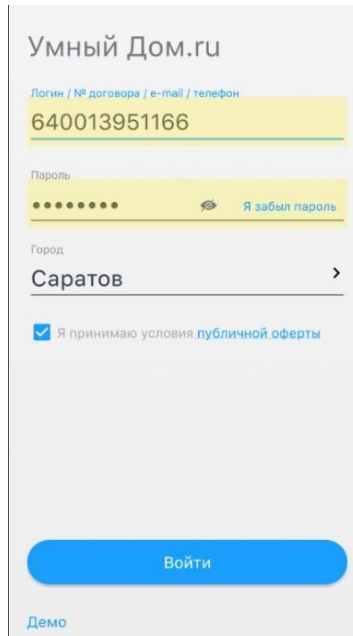 Умный Дом.ru
Логин / № договора / e-mail / телефон
640013951166
Пароль
•••••••• Я забыл пароль
Город
Саратов
Я принимаю условия публичной оферты
Войти
Демо